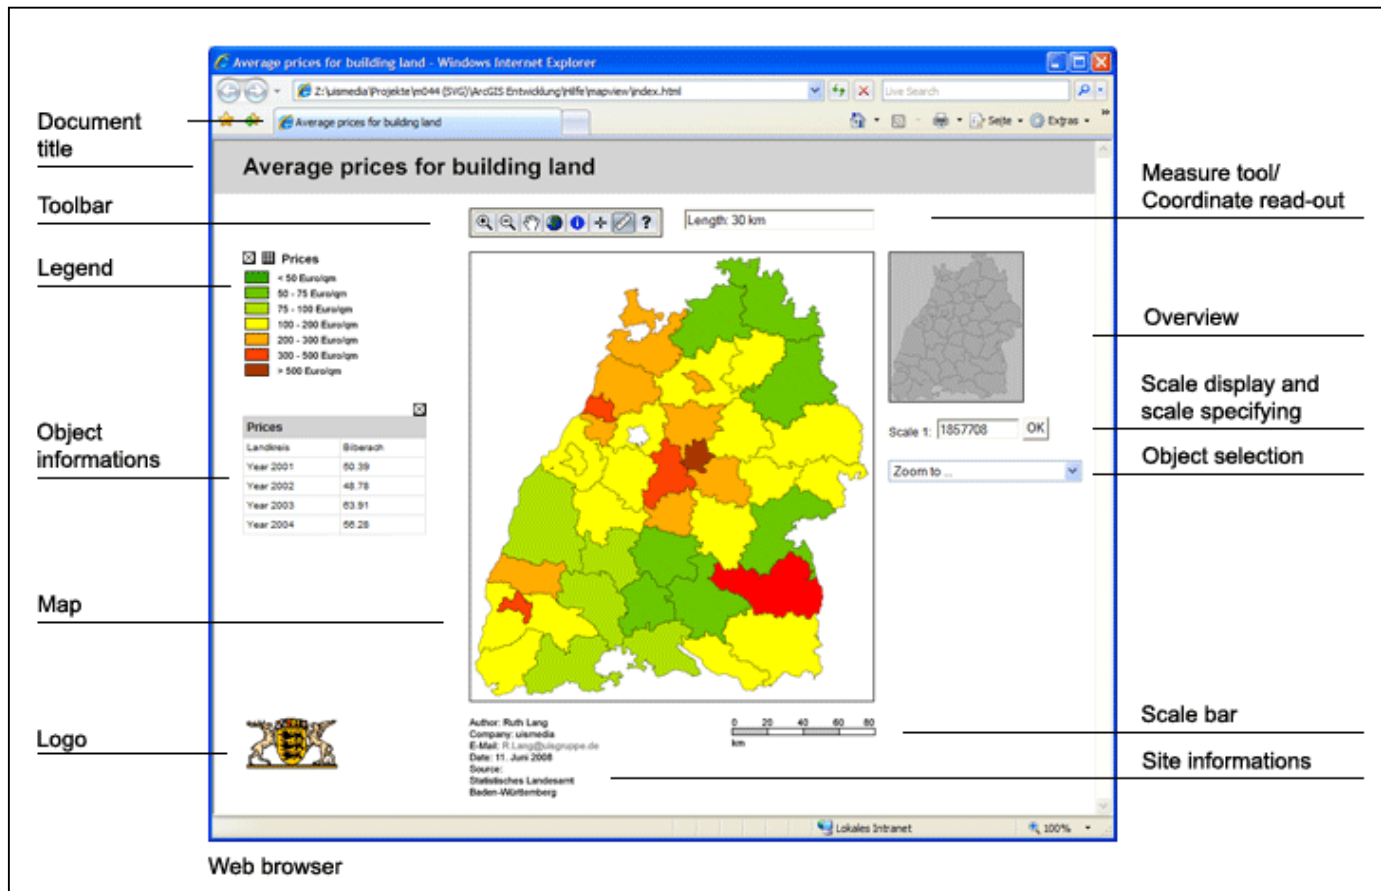 Average prices for building land - Windows Internet Explorer
Z:\uismedia\Projekte\m044 (SVG)\ArcGIS Entwicklung\Hilfe\mapview\index.html
Live Search
Average prices for building land
Seite
Extras
Document
title
Average prices for building land
Measure tool/
Coordinate read-out
Toolbar
?
Length: 30 km
Legend
Prices
< 50 Euro/qm
50 - 75 Euro/qm
75 - 100 Euro/qm
100 - 200 Euro/qm
200 - 300 Euro/qm
300 - 500 Euro/qm
> 500 Euro/qm
Overview
Scale display and
scale specifying
Scale 1: 1857708 OK
Object
informations
Prices
Landkreis Biberach
Year 2001 50.39
Year 2002 48.78
Year 2003 63.91
Year 2004 56.28
Object selection
Zoom to ...
Map
Logo
Author: Ruth Lang
Company: uismedia
E-Mail: R.Lang@uisgruppe.de
Date: 11. Juni 2008
Source:
Statistisches Landesamt
Baden-Württemberg
0 20 40 60 80
km
Scale bar
Site informations
Lokales Intranet
100%
Web browser